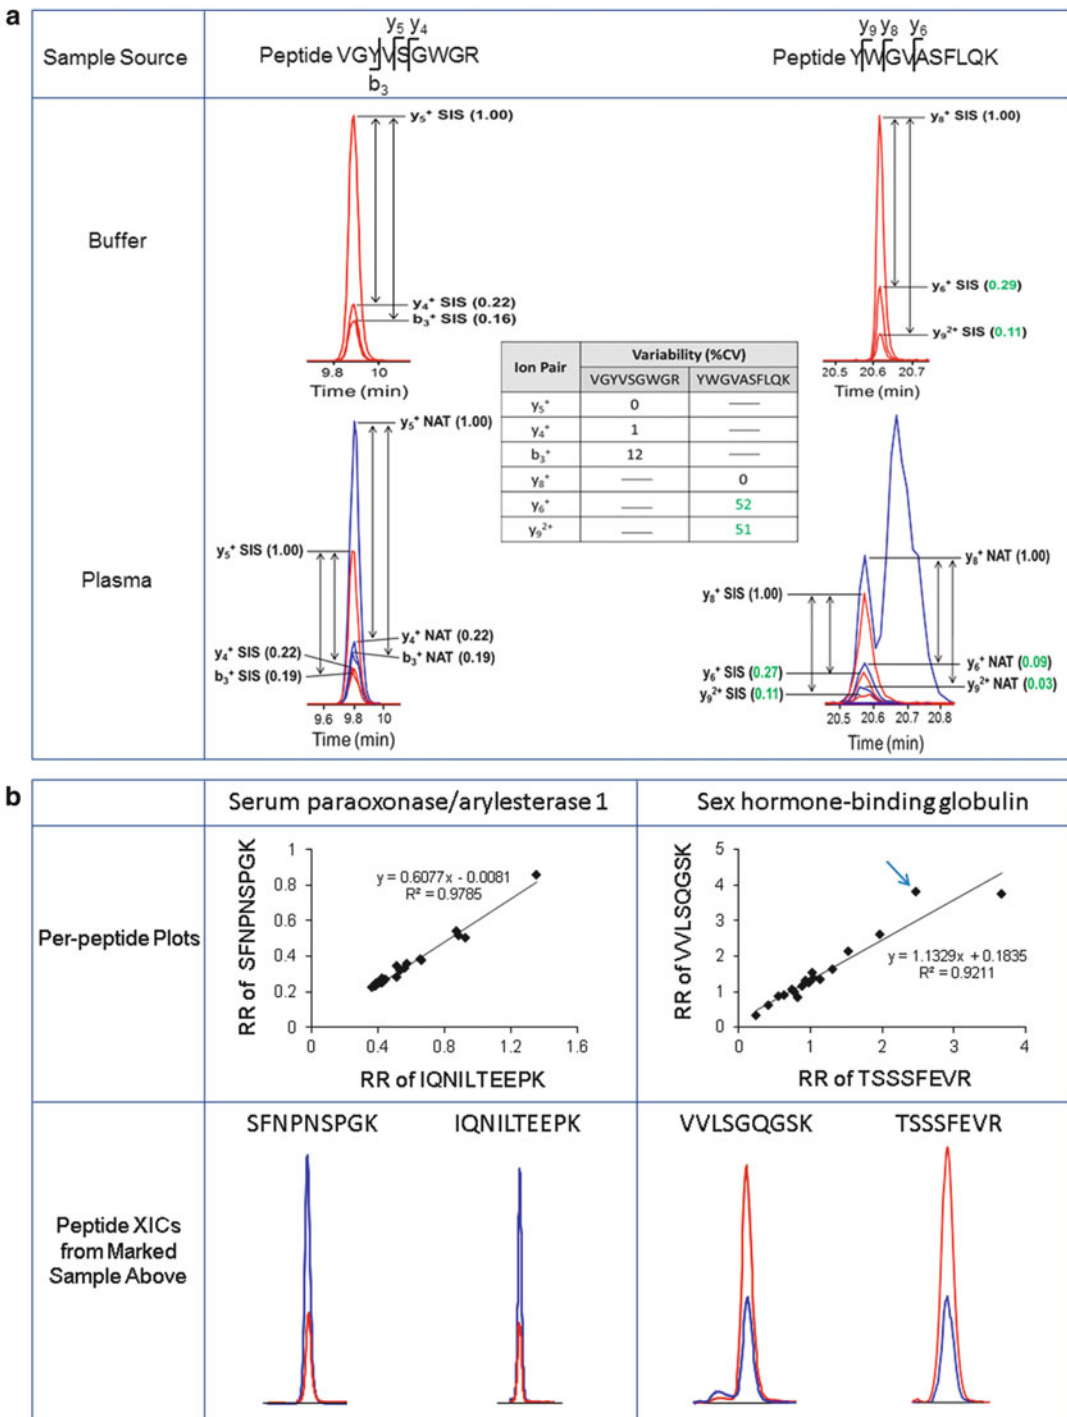 a
Sample Source
y5 y4
Peptide VGYVSGWGR
b3
y9 y8 y6
Peptide YWGVASFLQK
Buffer
y5+ SIS (1.00)
y4+ SIS (0.22)
b3+ SIS (0.16)
9.8 10
Time (min)
y8+ SIS (1.00)
y6+ SIS (0.29)
y92+ SIS (0.11)
20.5 20.6 20.7
Time (min)
Ion Pair Variability (%CV)
VGYVSGWGR YWGVASFLQK
y5+ 0 —
y4+ 1 —
b3+ 12 —
y8+ — 0
y6+ — 52
y92+ — 51
Plasma
y5+ NAT (1.00)
y5+ SIS (1.00)
y4+ NAT (0.22)
y4+ SIS (0.22)
b3+ NAT (0.19)
b3+ SIS (0.19)
9.6 9.8 10
Time (min)
y8+ NAT (1.00)
y8+ SIS (1.00)
y6+ NAT (0.09)
y6+ SIS (0.27)
y92+ NAT (0.03)
y92+ SIS (0.11)
20.5 20.6 20.7 20.8
Time (min)
b
Serum paraoxonase/arylesterase 1
Sex hormone-binding globulin
Per-peptide Plots
RR of SFNPNSPGK
1
0.8
0.6
0.4
0.2
0
y = 0.6077x - 0.0081
R² = 0.9785
0 0.4 0.8 1.2 1.6
RR of IQNILTEEPK
RR of VVLSQGSK
5
4
3
2
1
0
y = 1.1329x + 0.1835
R² = 0.9211
0 1 2 3 4
RR of TSSSFEVR
Peptide XICs
from Marked
Sample Above
SFNPNSPGK
IQNILTEEPK
VVLSGQGSK
TSSSFEVR